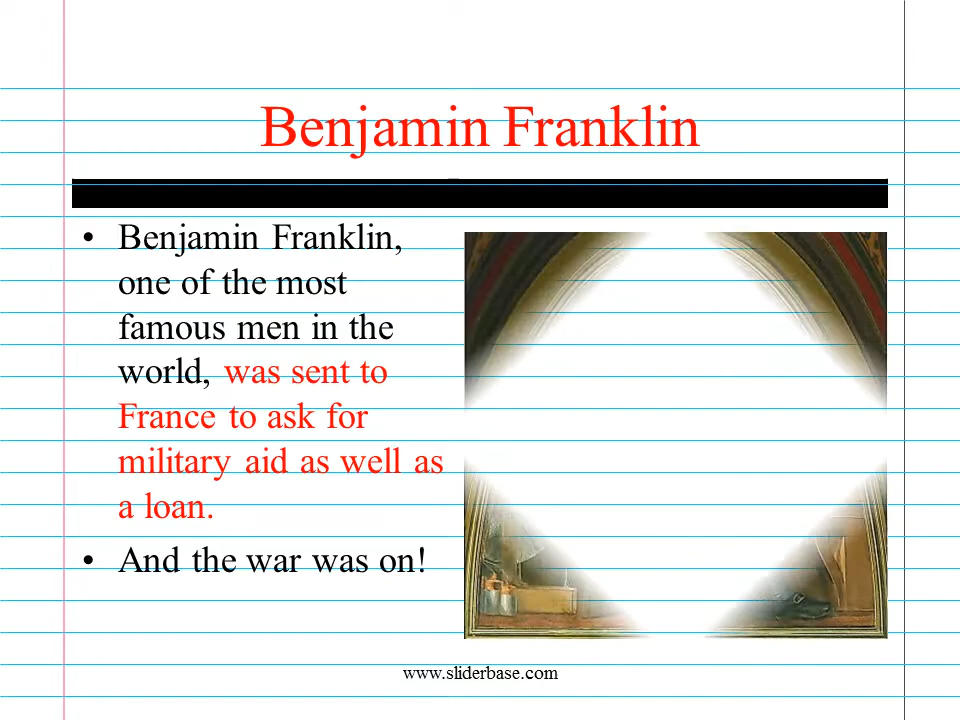 Benjamin Franklin
• Benjamin Franklin,
one of the most
famous men in the
world, was sent to
France to ask for
military aid as well as
a loan.
• And the war was on!
www.sliderbase.com